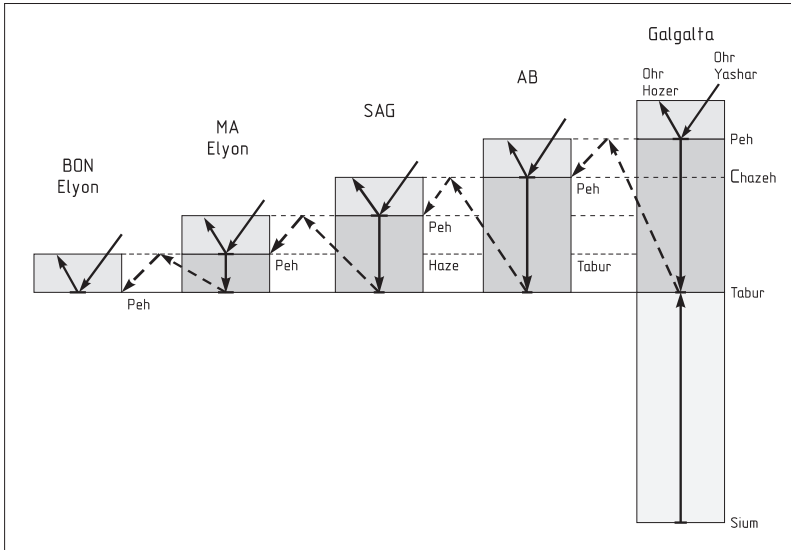 Galgalta
Ohr
Yashar
Ohr
Hozer
AB
SAG
MA
Elyon
BON
Elyon
Peh
Chazeh
Peh
Peh
Peh
Haze
Tabur
Tabur
Peh
Sium